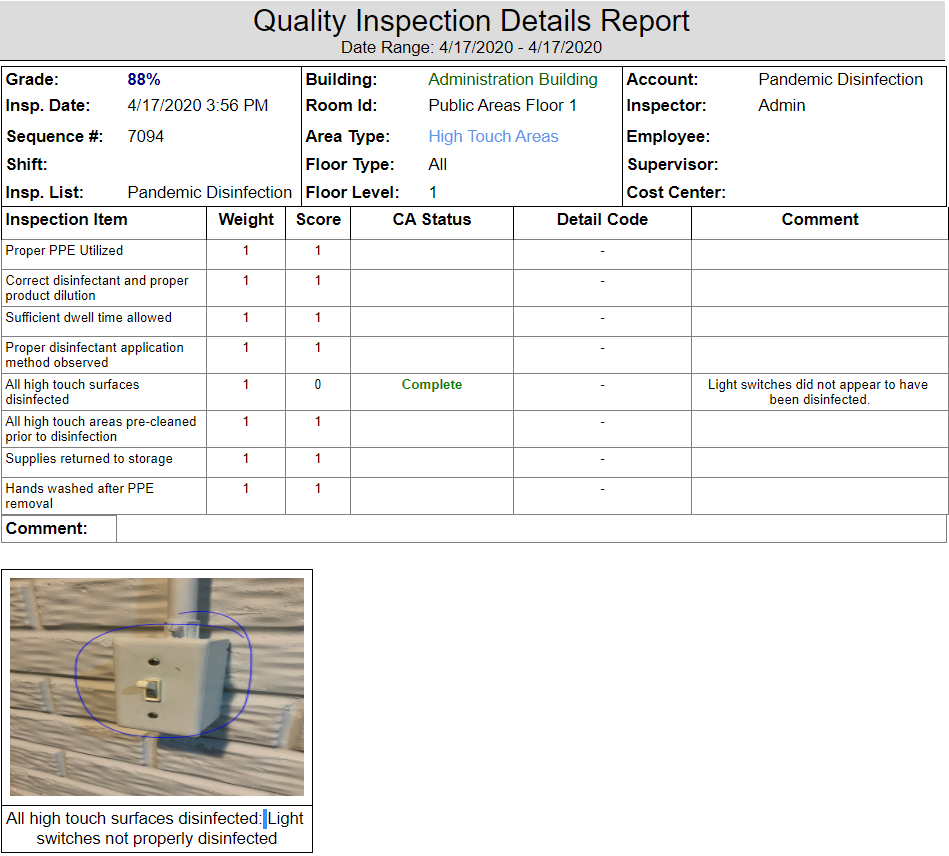 Quality Inspection Details Report
Date Range: 4/17/2020 - 4/17/2020
Grade: 88% Building: Administration Building Account: Pandemic Disinfection
Insp. Date: 4/17/2020 3:56 PM Room Id: Public Areas Floor 1 Inspector: Admin
Sequence #: 7094 Area Type: High Touch Areas Employee:
Shift: Floor Type: All Supervisor:
Insp. List: Pandemic Disinfection Floor Level: 1 Cost Center:
Inspection Item Weight Score CA Status Detail Code Comment
Proper PPE Utilized 1 1 -
Correct disinfectant and proper 1 1 -
product dilution
Sufficient dwell time allowed 1 1 -
Proper disinfectant application 1 1 -
method observed
All high touch surfaces 1 0 Complete - Light switches did not appear to have
disinfected been disinfected.
All high touch areas pre-cleaned 1 1 -
prior to disinfection
Supplies returned to storage 1 1 -
Hands washed after PPE 1 1 -
removal
Comment:
All high touch surfaces disinfected: Light
switches not properly disinfected